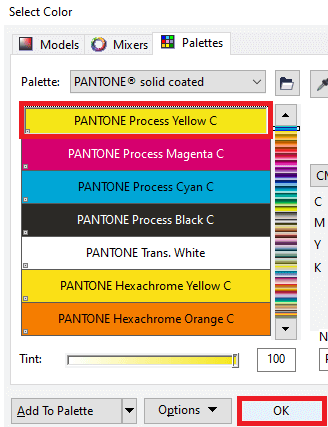 Select Color
Models Mixers Palettes
Palette: PANTONE® solid coated
PANTONE Process Yellow C
PANTONE Process Magenta C
PANTONE Process Cyan C
PANTONE Process Black C
PANTONE Trans. White
PANTONE Hexachrome Yellow C
PANTONE Hexachrome Orange C
C
M
Y
K
Tint: 100
Add To Palette Options OK